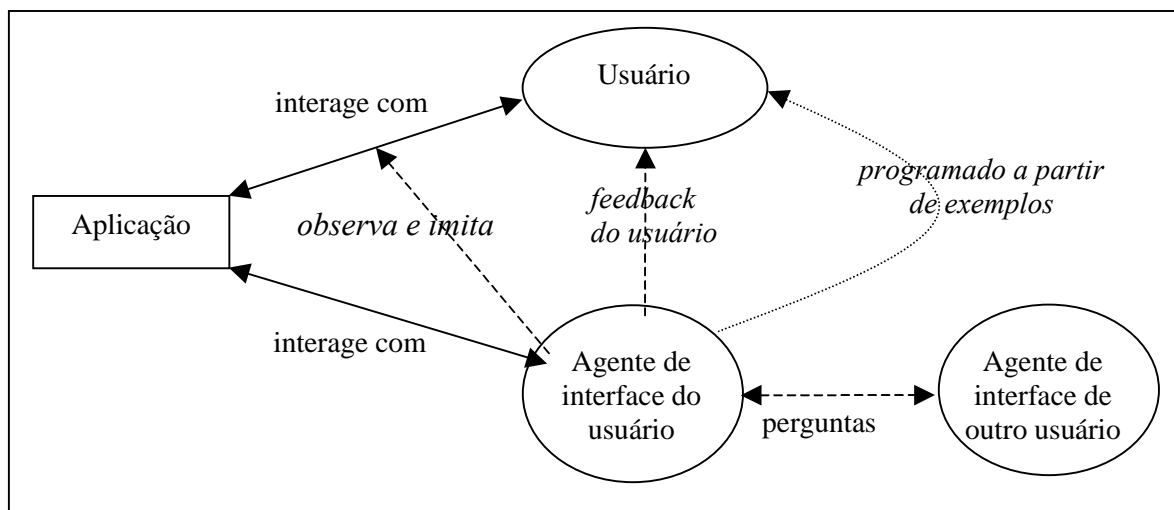 Usuário
interage com
programado a partir
de exemplos
feedback
do usuário
Aplicação
observa e imita
interage com
Agente de
interface do
usuário
perguntas
Agente de
interface de
outro usuário